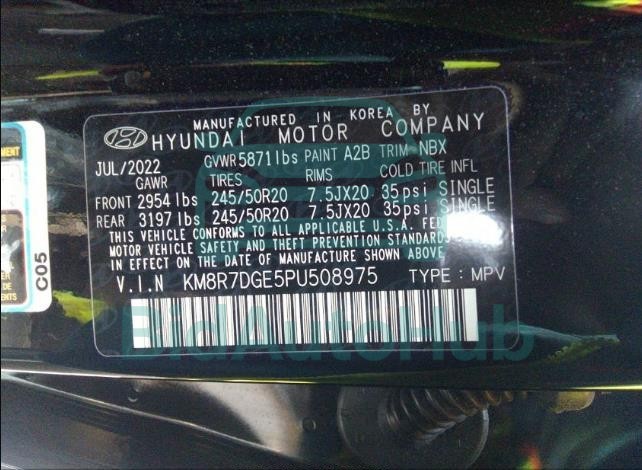 MANUFACTURED IN KOREA BY
HYUNDAI MOTOR COMPANY
JUL/2022 GVWR 5871lbs PAINT A2B TRIM NBX
GAWR TIRES RIMS COLD TIRE INFL
FRONT 2954 lbs 245/50R20 7.5JX20 35psi SINGLE
REAR 3197 lbs 245/50R20 7.5JX20 35psi SINGLE
THIS VEHICLE CONFORMS TO ALL APPLICABLE U.S.A. FED
MOTOR VEHICLE SAFETY AND THEFT PREVENTION STANDARDS
IN EFFECT ON THE DATE OF MANUFACTURE SHOWN ABOVE
V.I.N KM8R7DGE5PU508975 TYPE : MPV
C05
BidAutoHub